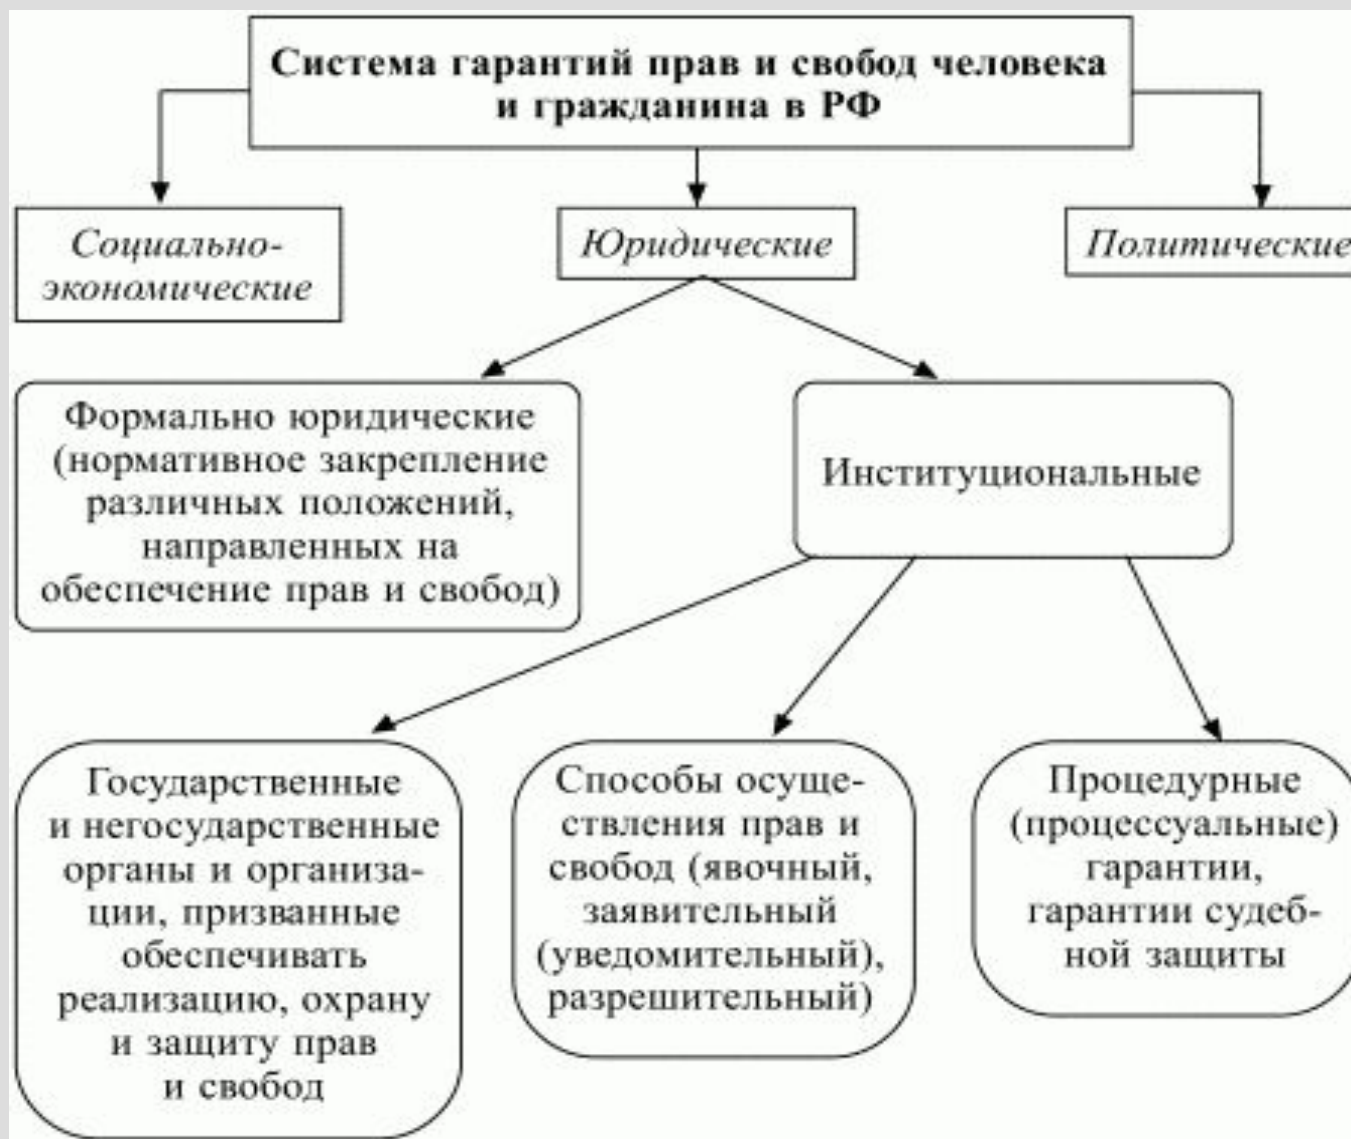 Система гарантий прав и свобод человека
и гражданина в РФ
Социально-
экономические
Юридические
Политические
Формально юридические
(нормативное закрепление
различных положений,
направленных на
обеспечение прав и свобод)
Институциональные
Государственные
и негосударственные
органы и организа-
ции, призванные
обеспечивать
реализацию, охрану
и защиту прав
и свобод
Способы осуще-
ствления прав и
свобод (явочный,
заявительный
(уведомительный),
разрешительный)
Процедурные
(процессуальные)
гарантии,
гарантии судеб-
ной защиты